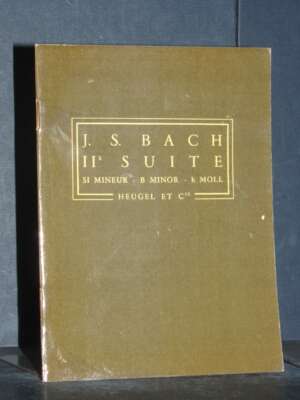 J. S. BACH
IIᵉ SUITE
SI MINEUR - B MINOR - h MOLL
HEUGEL ET Cᴵᴱ